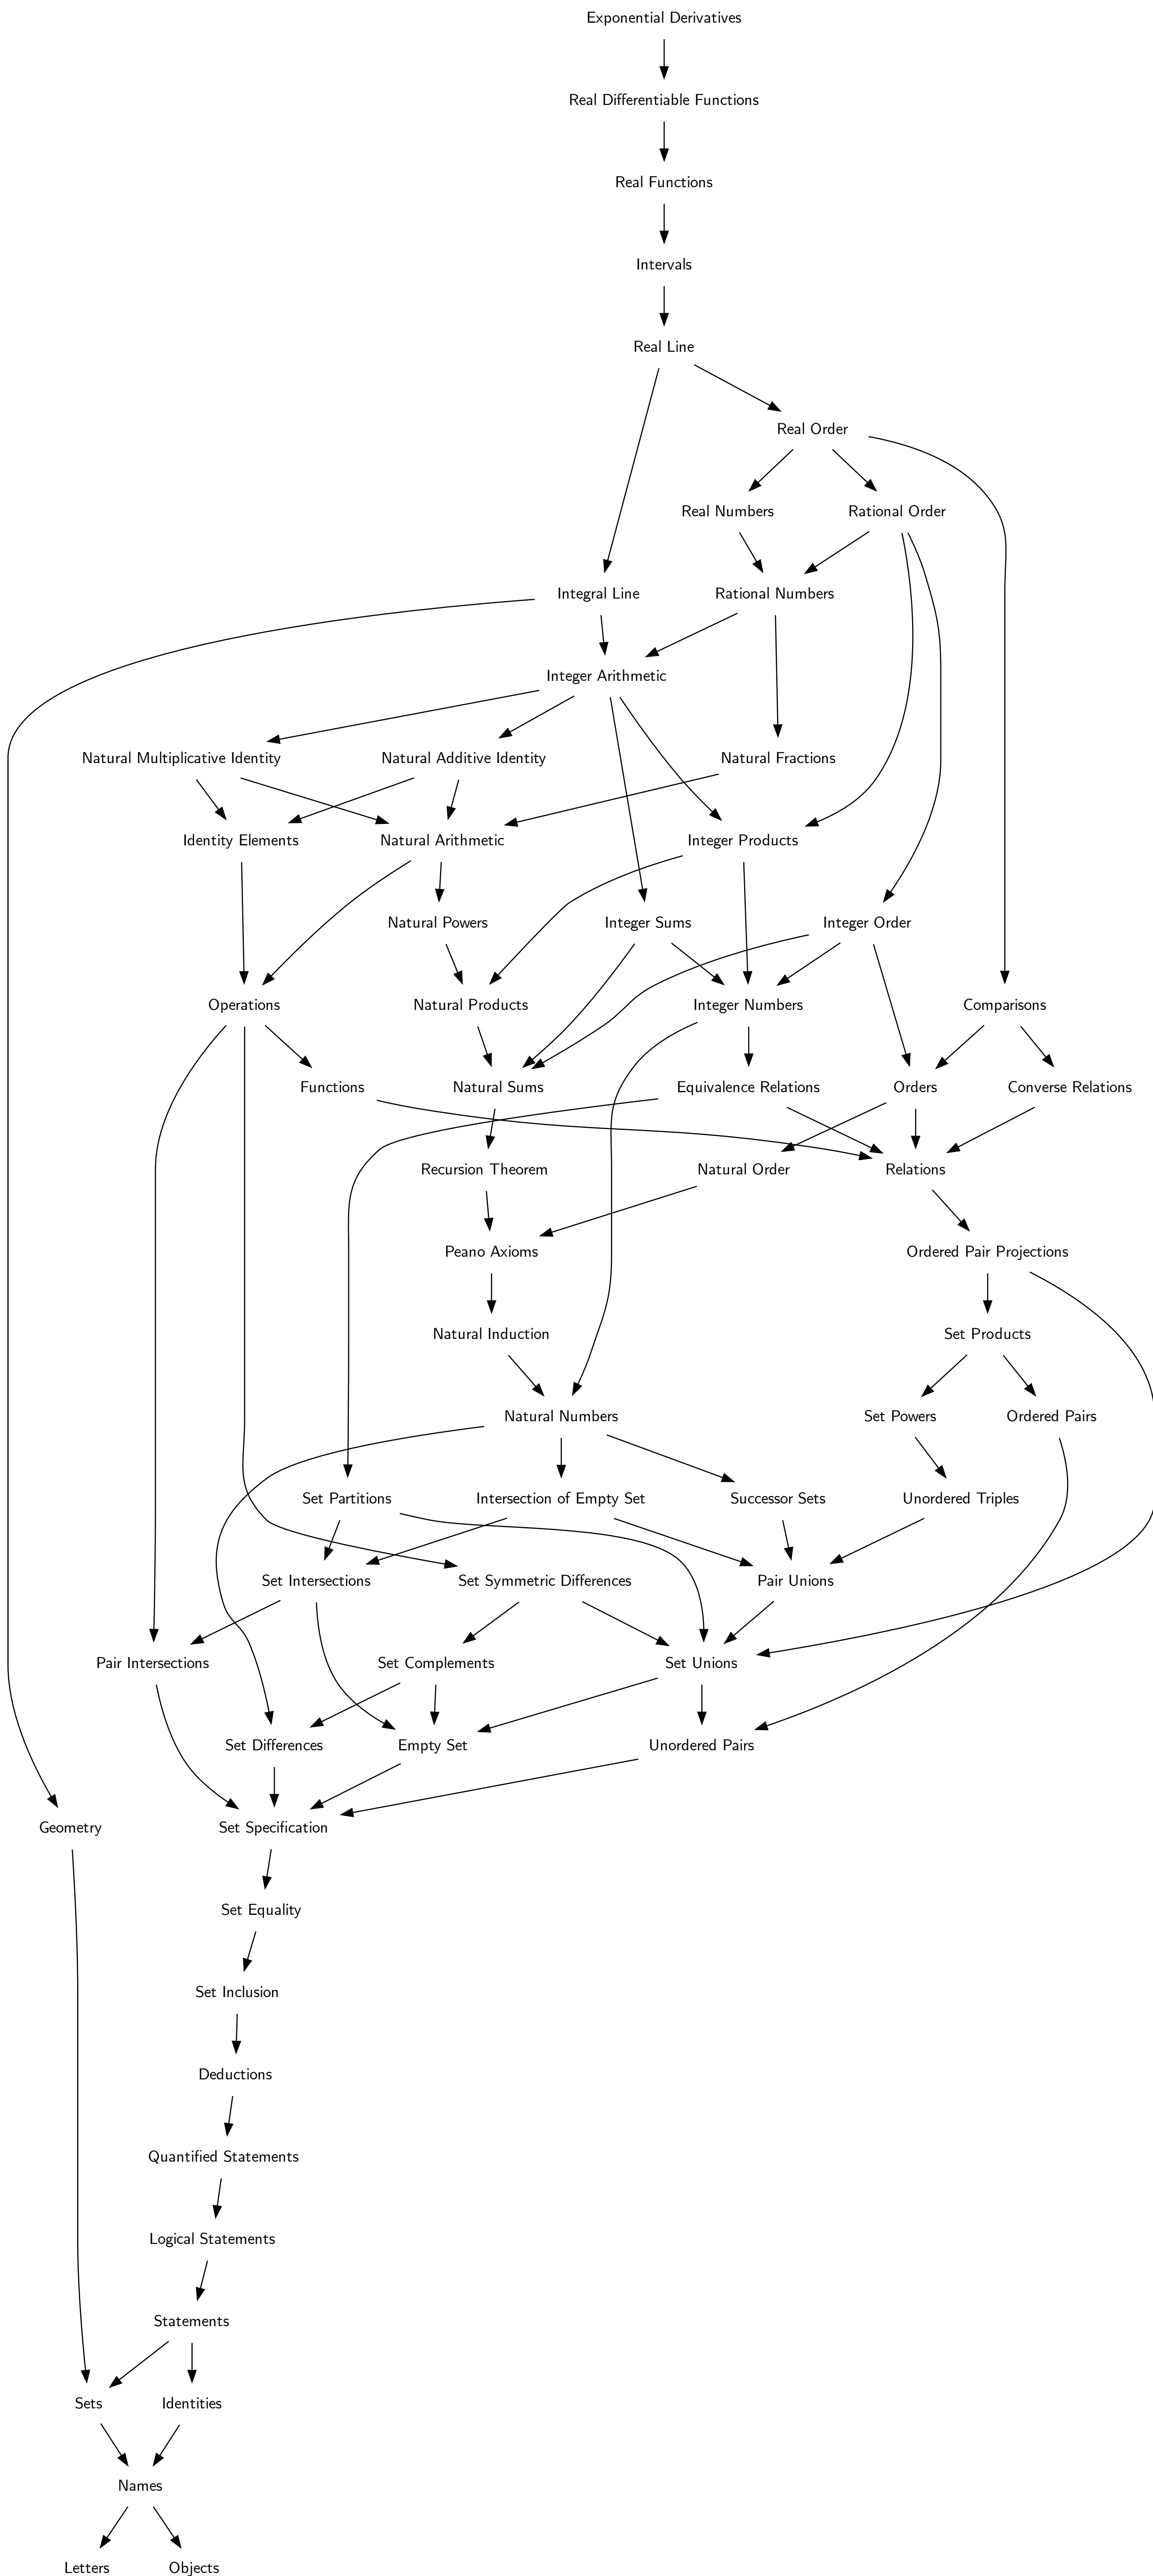 Exponential Derivatives
Real Differentiable Functions
Real Functions
Intervals
Real Line
Real Order
Real Numbers
Rational Order
Integral Line
Rational Numbers
Integer Arithmetic
Natural Multiplicative Identity
Natural Additive Identity
Natural Fractions
Identity Elements
Natural Arithmetic
Integer Products
Natural Powers
Integer Sums
Integer Order
Operations
Natural Products
Integer Numbers
Comparisons
Functions
Natural Sums
Equivalence Relations
Orders
Converse Relations
Recursion Theorem
Natural Order
Relations
Peano Axioms
Ordered Pair Projections
Natural Induction
Set Products
Natural Numbers
Set Powers
Ordered Pairs
Set Partitions
Intersection of Empty Set
Successor Sets
Unordered Triples
Set Intersections
Set Symmetric Differences
Pair Unions
Pair Intersections
Set Complements
Set Unions
Set Differences
Empty Set
Unordered Pairs
Geometry
Set Specification
Set Equality
Set Inclusion
Deductions
Quantified Statements
Logical Statements
Statements
Sets
Identities
Names
Letters
Objects